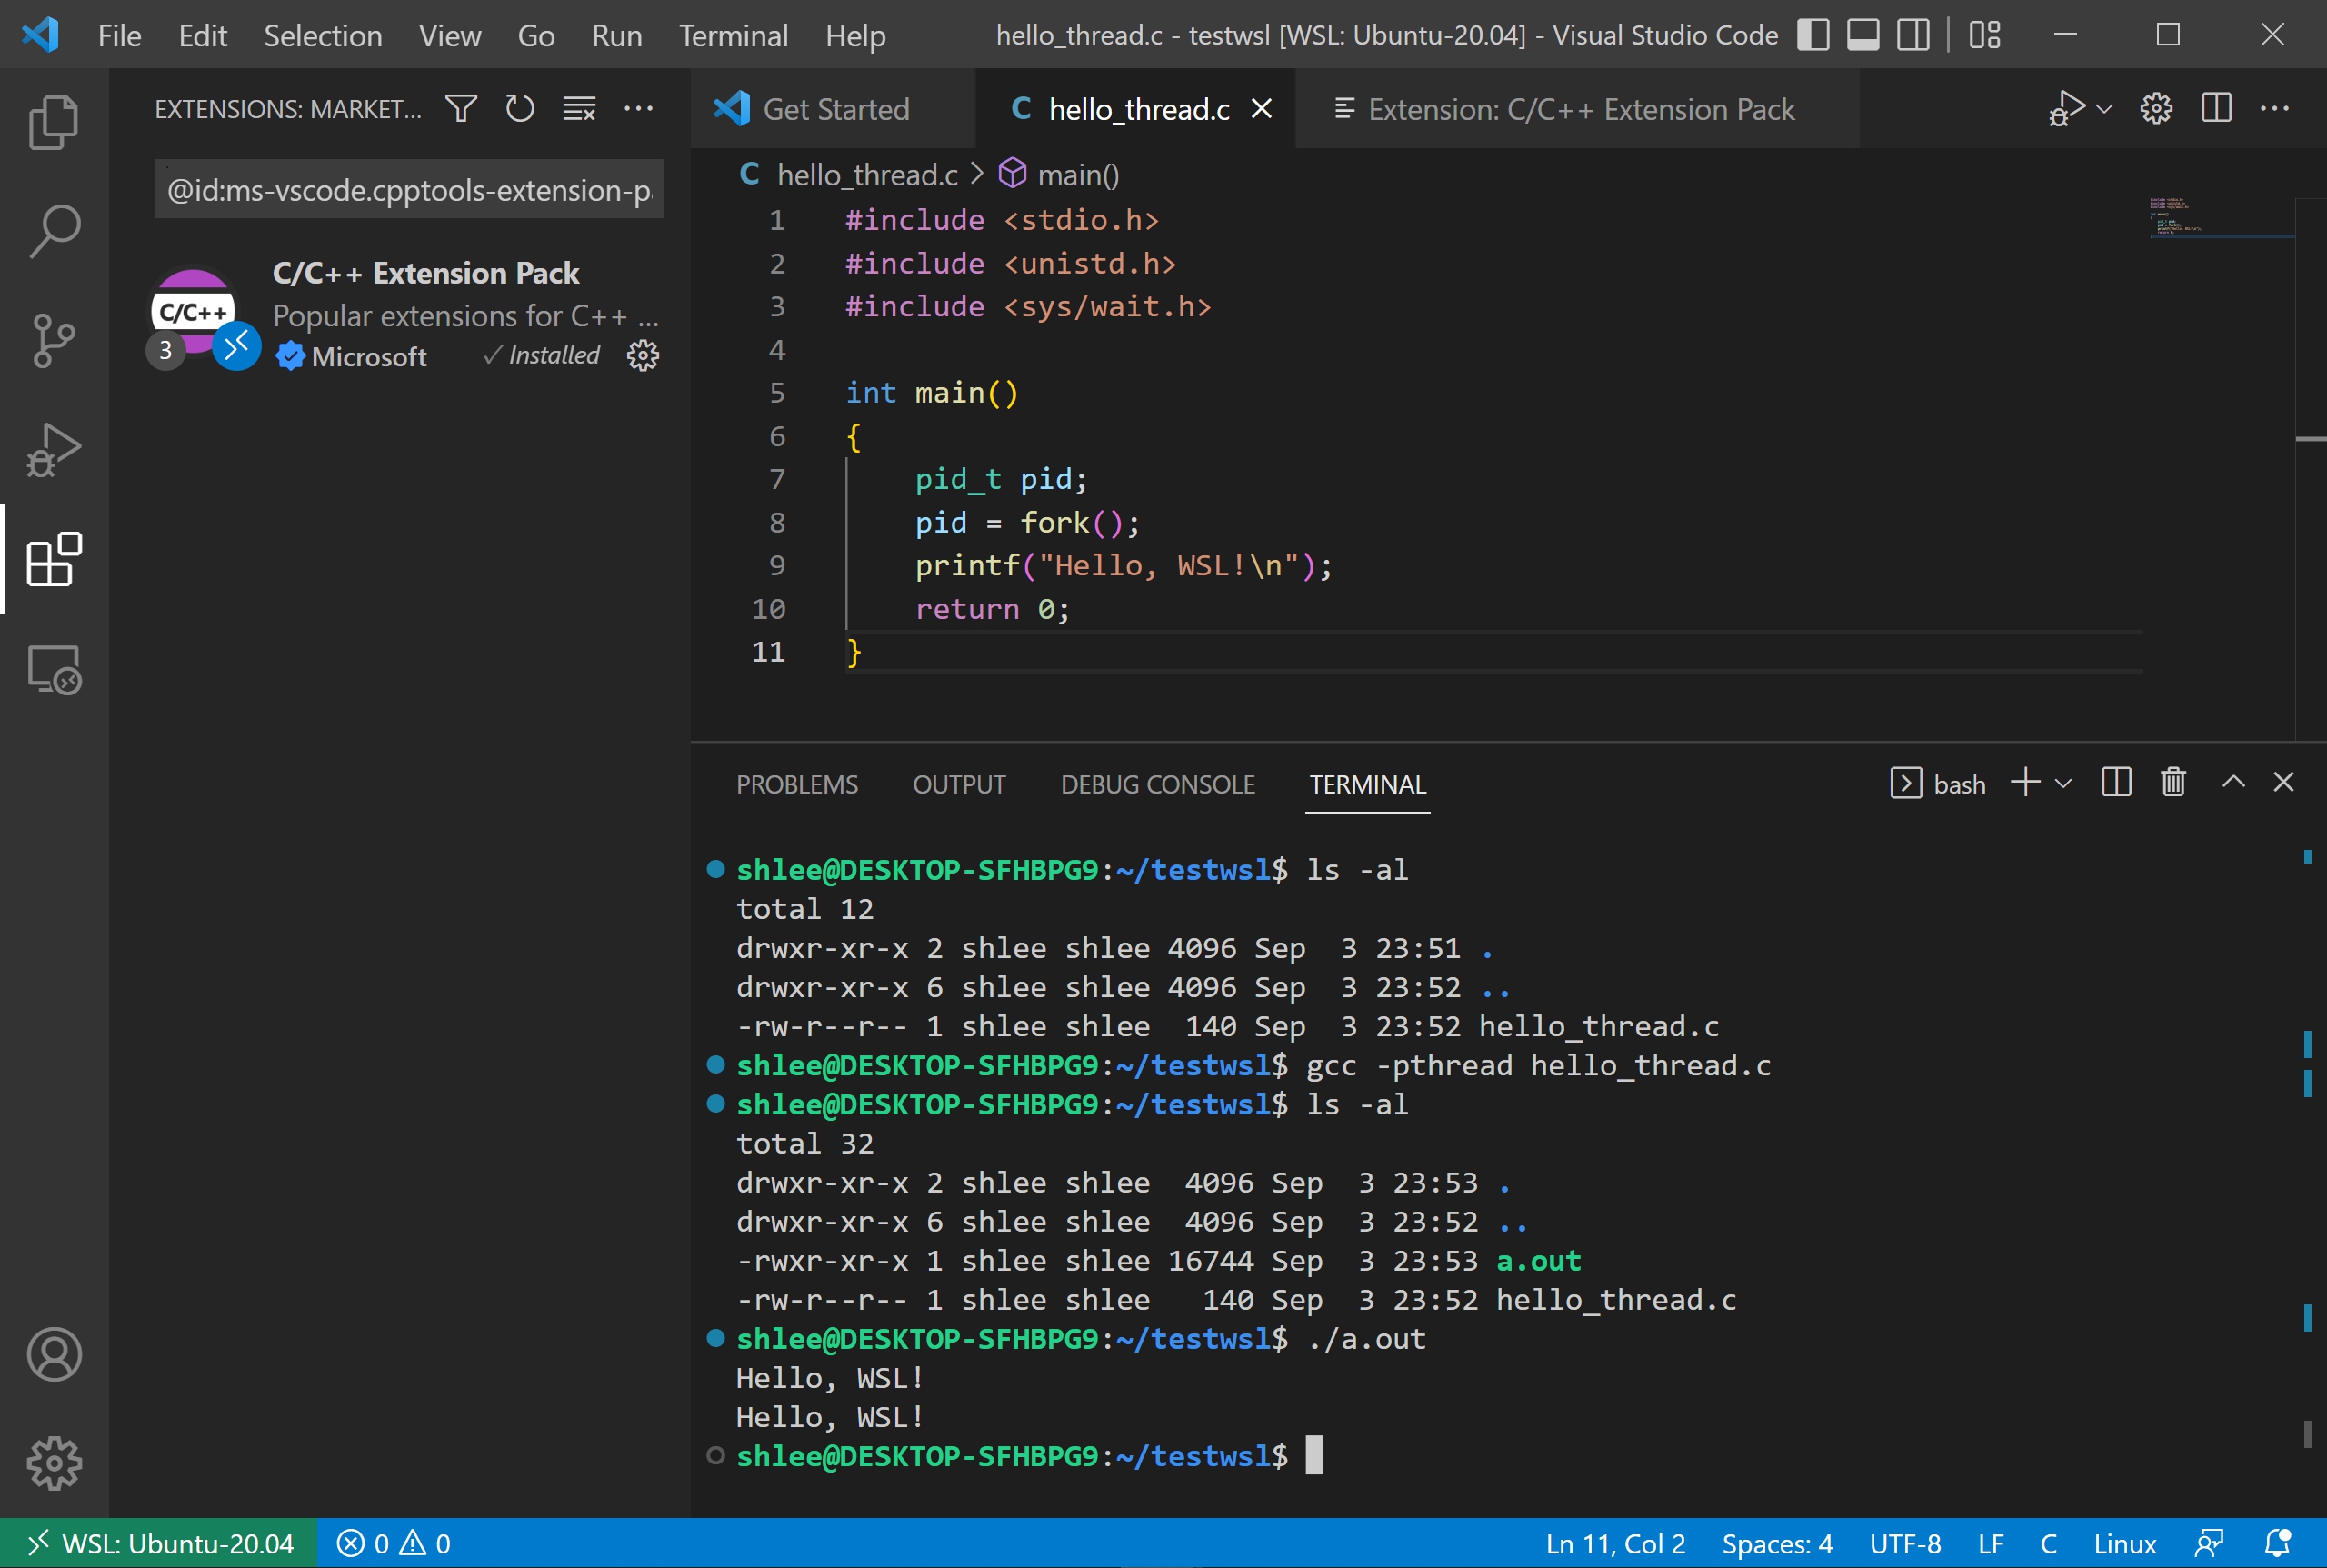 File Edit Selection View Go Run Terminal Help hello_thread.c - testwsl [WSL: Ubuntu-20.04] - Visual Studio Code
EXTENSIONS: MARKET...
@id:ms-vscode.cpptools-extension-p
C/C++ Extension Pack
C/C++
Popular extensions for C++ ...
3
Microsoft
✓ Installed
Get Started
C hello_thread.c
Extension: C/C++ Extension Pack
C hello_thread.c > main()
1 #include <stdio.h>
2 #include <unistd.h>
3 #include <sys/wait.h>
4
5 int main()
6 {
7     pid_t pid;
8     pid = fork();
9     printf("Hello, WSL!\n");
10     return 0;
11 }
PROBLEMS OUTPUT DEBUG CONSOLE TERMINAL
bash
shlee@DESKTOP-SFHBPG9:~/testwsl$ ls -al
total 12
drwxr-xr-x 2 shlee shlee 4096 Sep  3 23:51 .
drwxr-xr-x 6 shlee shlee 4096 Sep  3 23:52 ..
-rw-r--r-- 1 shlee shlee  140 Sep  3 23:52 hello_thread.c
shlee@DESKTOP-SFHBPG9:~/testwsl$ gcc -pthread hello_thread.c
shlee@DESKTOP-SFHBPG9:~/testwsl$ ls -al
total 32
drwxr-xr-x 2 shlee shlee  4096 Sep  3 23:53 .
drwxr-xr-x 6 shlee shlee  4096 Sep  3 23:52 ..
-rwxr-xr-x 1 shlee shlee 16744 Sep  3 23:53 a.out
-rw-r--r-- 1 shlee shlee   140 Sep  3 23:52 hello_thread.c
shlee@DESKTOP-SFHBPG9:~/testwsl$ ./a.out
Hello, WSL!
Hello, WSL!
shlee@DESKTOP-SFHBPG9:~/testwsl$
WSL: Ubuntu-20.04 0 0 Ln 11, Col 2 Spaces: 4 UTF-8 LF C Linux